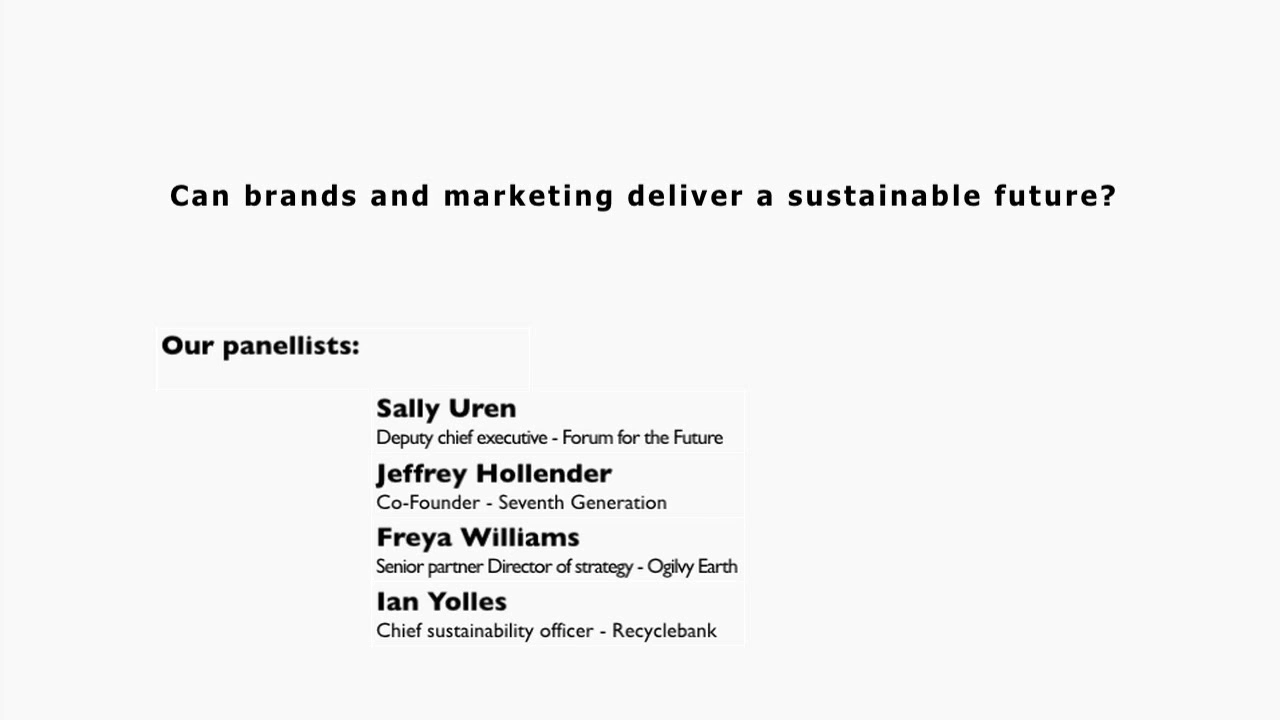 Can brands and marketing deliver a sustainable future?
Our panellists:
Sally Uren
Deputy chief executive - Forum for the Future
Jeffrey Hollender
Co-Founder - Seventh Generation
Freya Williams
Senior partner Director of strategy - Ogilvy Earth
Ian Yolles
Chief sustainability officer - Recyclebank